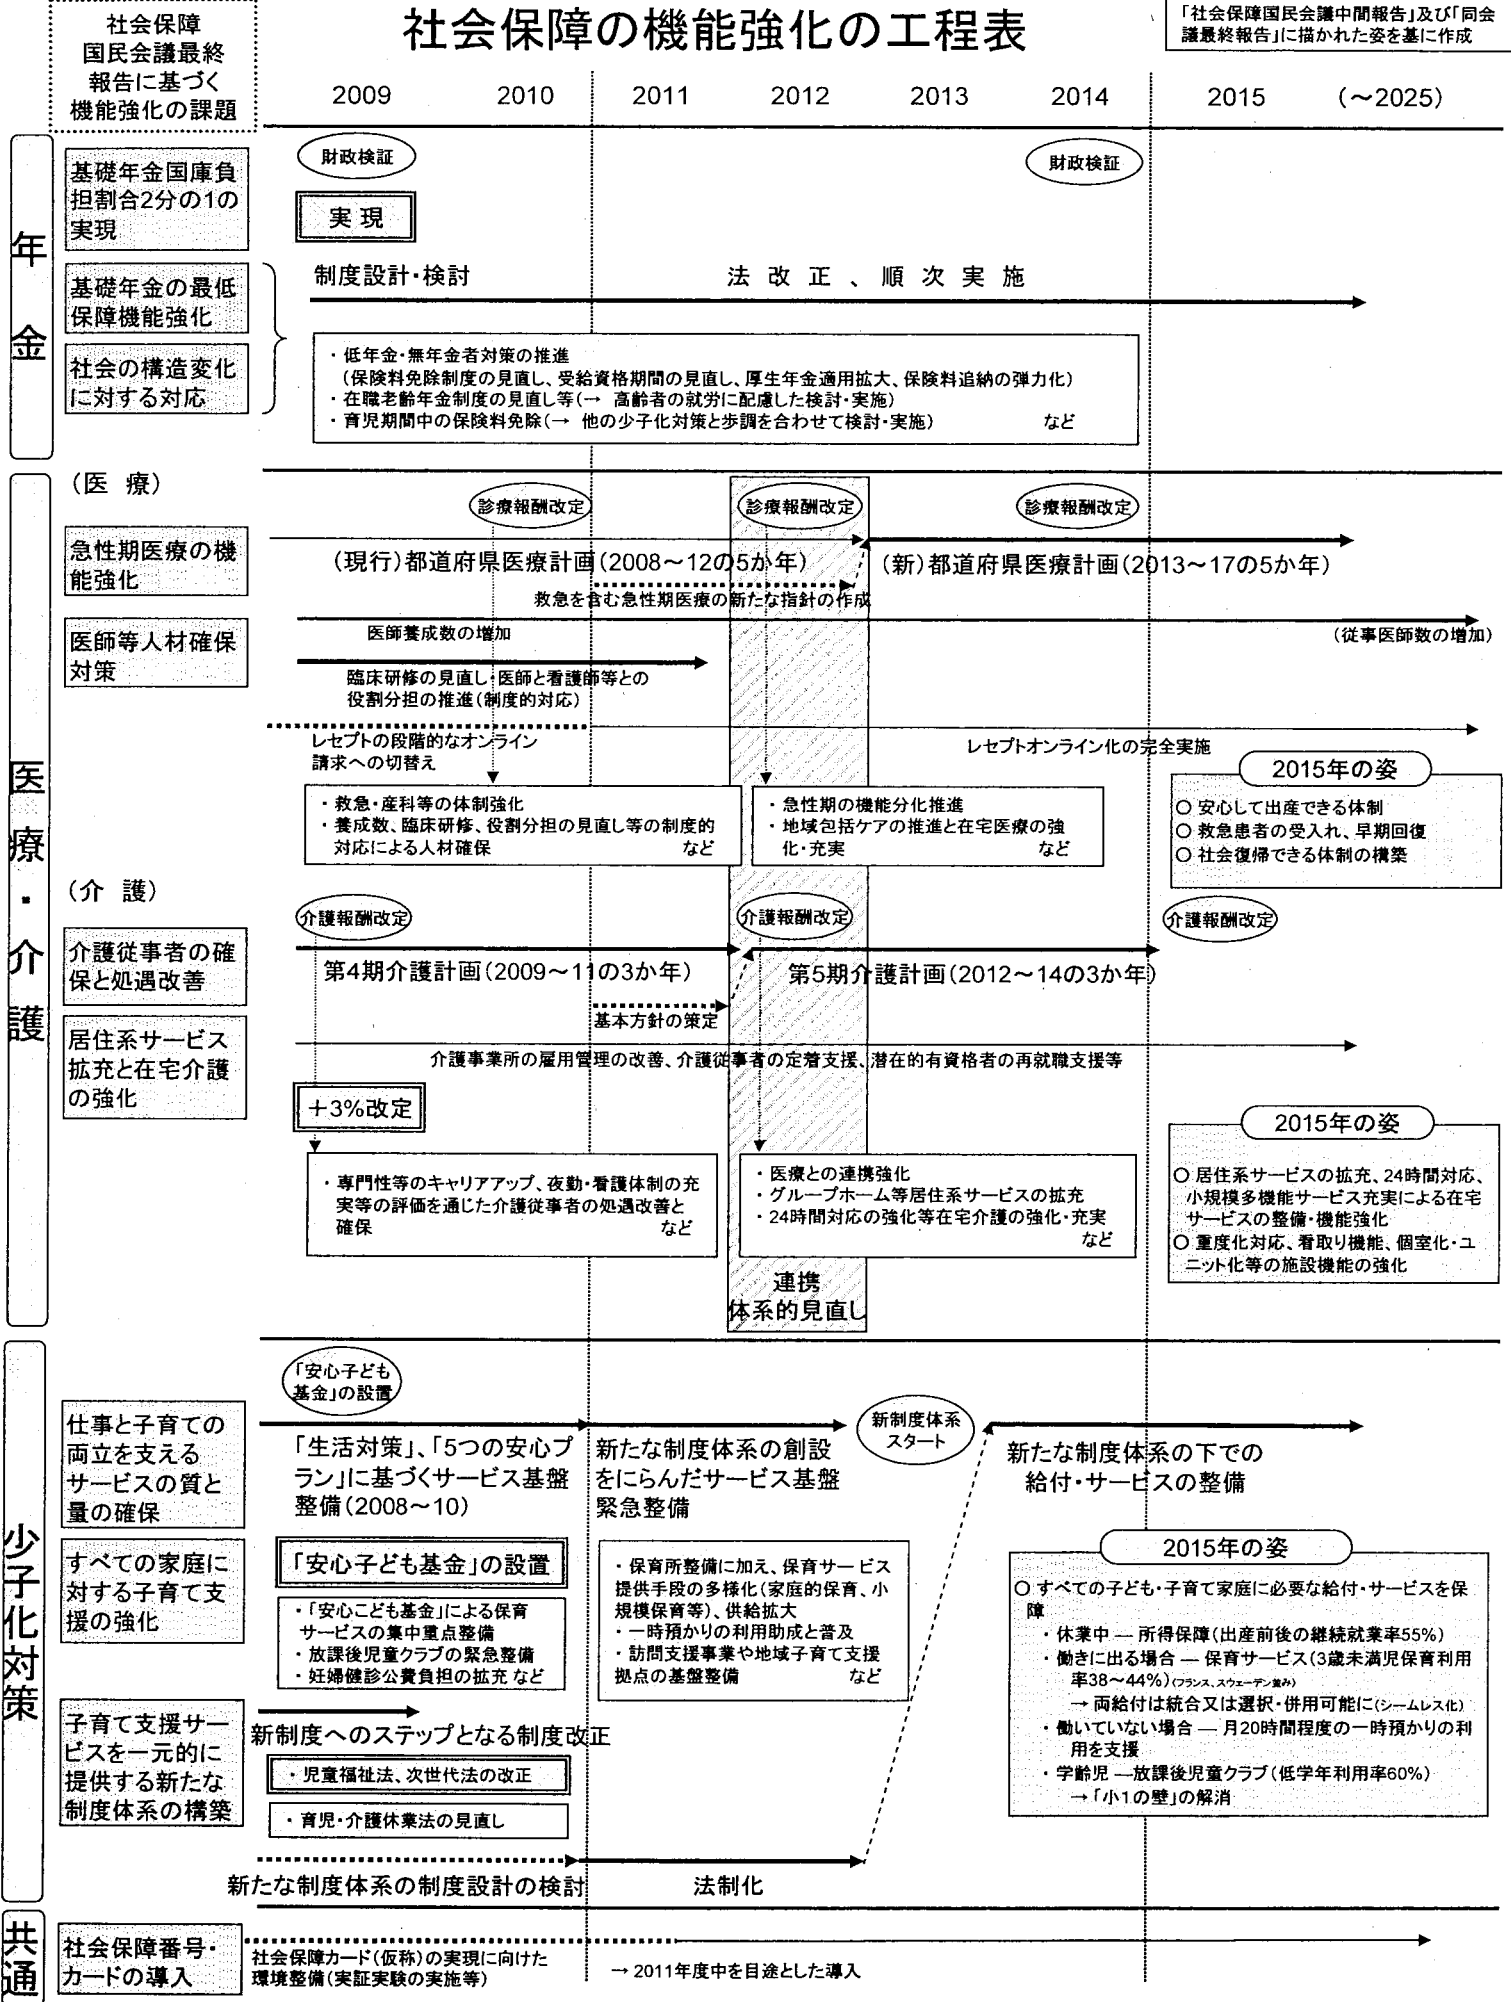 社会保障の機能強化の工程表
「社会保障国民会議中間報告」及び「同会
議最終報告」に描かれた姿を基に作成
社会保障
国民会議最終
報告に基づく
機能強化の課題
2009 2010 2011 2012 2013 2014 2015 (～2025)
年金
基礎年金国庫負
担割合2分の1の
実現
財政検証
財政検証
実現
基礎年金の最低
保障機能強化
社会の構造変化
に対する対応
制度設計・検討
法改正、順次実施
・低年金・無年金者対策の推進
(保険料免除制度の見直し、受給資格期間の見直し、厚生年金適用拡大、保険料追納の弾力化)
・在職老齢年金制度の見直し等(→ 高齢者の就労に配慮した検討・実施)
・育児期間中の保険料免除(→ 他の少子化対策と歩調を合わせて検討・実施) など
医療・介護
(医 療)
診療報酬改定
診療報酬改定
診療報酬改定
急性期医療の機
能強化
(現行)都道府県医療計画(2008～12の5か年)
(新)都道府県医療計画(2013～17の5か年)
救急を含む急性期医療の新たな指針の作成
医師等人材確保
対策
医師養成数の増加
(従事医師数の増加)
臨床研修の見直し・医師と看護師等との
役割分担の推進(制度的対応)
レセプトの段階的なオンライン
請求への切替え
レセプトオンライン化の完全実施
・救急・産科等の体制強化
・養成数、臨床研修、役割分担の見直し等の制度的
対応による人材確保 など
・急性期の機能分化推進
・地域包括ケアの推進と在宅医療の強
化・充実 など
2015年の姿
○ 安心して出産できる体制
○ 救急患者の受入れ、早期回復
○ 社会復帰できる体制の構築
(介 護)
介護報酬改定
介護報酬改定
介護報酬改定
介護従事者の確
保と処遇改善
第4期介護計画(2009～11の3か年)
第5期介護計画(2012～14の3か年)
基本方針の策定
居住系サービス
拡充と在宅介護
の強化
介護事業所の雇用管理の改善、介護従事者の定着支援、潜在的有資格者の再就職支援等
＋3%改定
・専門性等のキャリアアップ、夜勤・看護体制の充
実等の評価を通じた介護従事者の処遇改善と
確保 など
・医療との連携強化
・グループホーム等居住系サービスの拡充
・24時間対応の強化等在宅介護の強化・充実
など
連携
体系的見直し
2015年の姿
○ 居住系サービスの拡充、24時間対応、
小規模多機能サービス充実による在宅
サービスの整備・機能強化
○ 重度化対応、看取り機能、個室化・ユ
ニット化等の施設機能の強化
少子化対策
「安心子ども
基金」の設置
仕事と子育ての
両立を支える
サービスの質と
量の確保
「生活対策」、「5つの安心プ
ラン」に基づくサービス基盤
整備(2008～10)
新たな制度体系の創設
をにらんだサービス基盤
緊急整備
新制度体系
スタート
新たな制度体系の下での
給付・サービスの整備
すべての家庭に
対する子育て支
援の強化
「安心子ども基金」の設置
・「安心こども基金」による保育
サービスの集中重点整備
・放課後児童クラブの緊急整備
・妊婦健診公費負担の拡充 など
・保育所整備に加え、保育サービス
提供手段の多様化(家庭的保育、小
規模保育等)、供給拡大
・一時預かりの利用助成と普及
・訪問支援事業や地域子育て支援
拠点の基盤整備 など
2015年の姿
○ すべての子ども・子育て家庭に必要な給付・サービスを保
障
・休業中 ― 所得保障(出産前後の継続就業率55%)
・働きに出る場合 ― 保育サービス(3歳未満児保育利用
率38～44%)(フランス、スウェーデン並み)
→ 両給付は統合又は選択・併用可能に(シームレス化)
・働いていない場合 ― 月20時間程度の一時預かりの利
用を支援
・学齢児 ―放課後児童クラブ(低学年利用率60%)
→「小1の壁」の解消
子育て支援サー
ビスを一元的に
提供する新たな
制度体系の構築
新制度へのステップとなる制度改正
・児童福祉法、次世代法の改正
・育児・介護休業法の見直し
新たな制度体系の制度設計の検討
法制化
共通
社会保障番号・
カードの導入
社会保障カード(仮称)の実現に向けた
環境整備(実証実験の実施等)
→ 2011年度中を目途とした導入